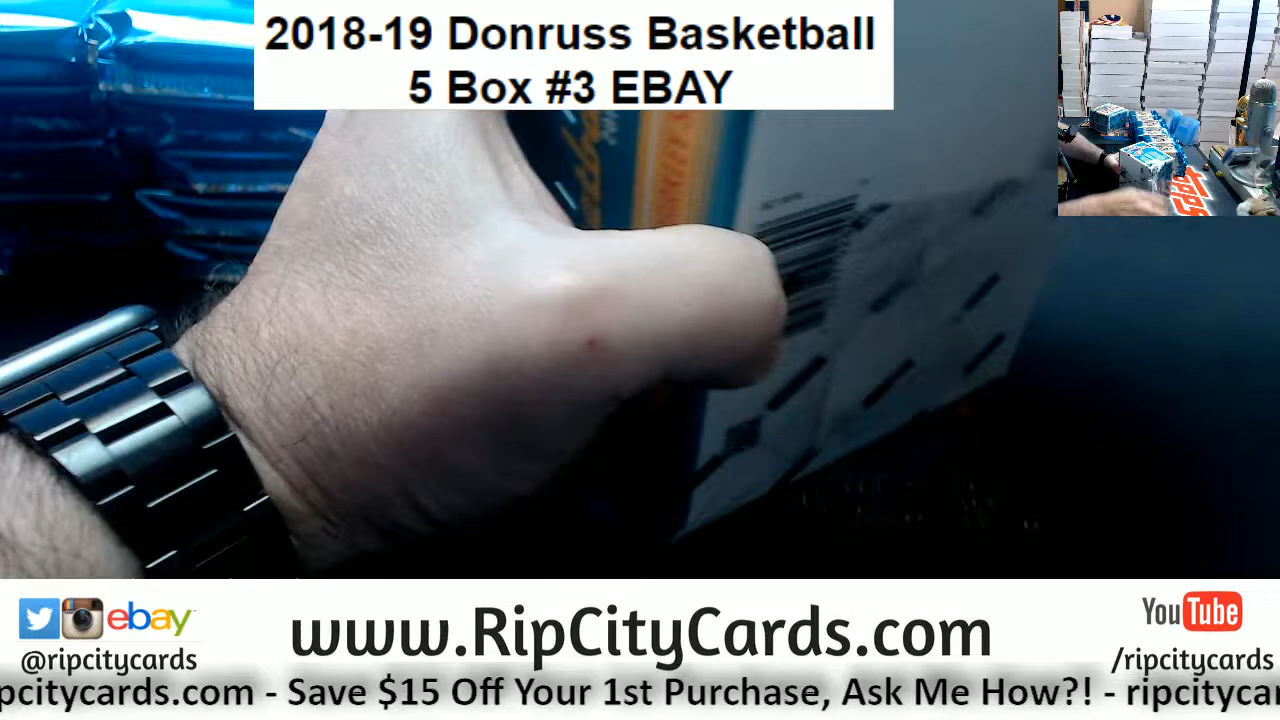 2018-19 Donruss Basketball
5 Box #3 EBAY
topps
ebay
@ripcitycards
www.RipCityCards.com
YouTube
/ripcitycards
pcitycards.com - Save $15 Off Your 1st Purchase, Ask Me How?! - ripcitycar